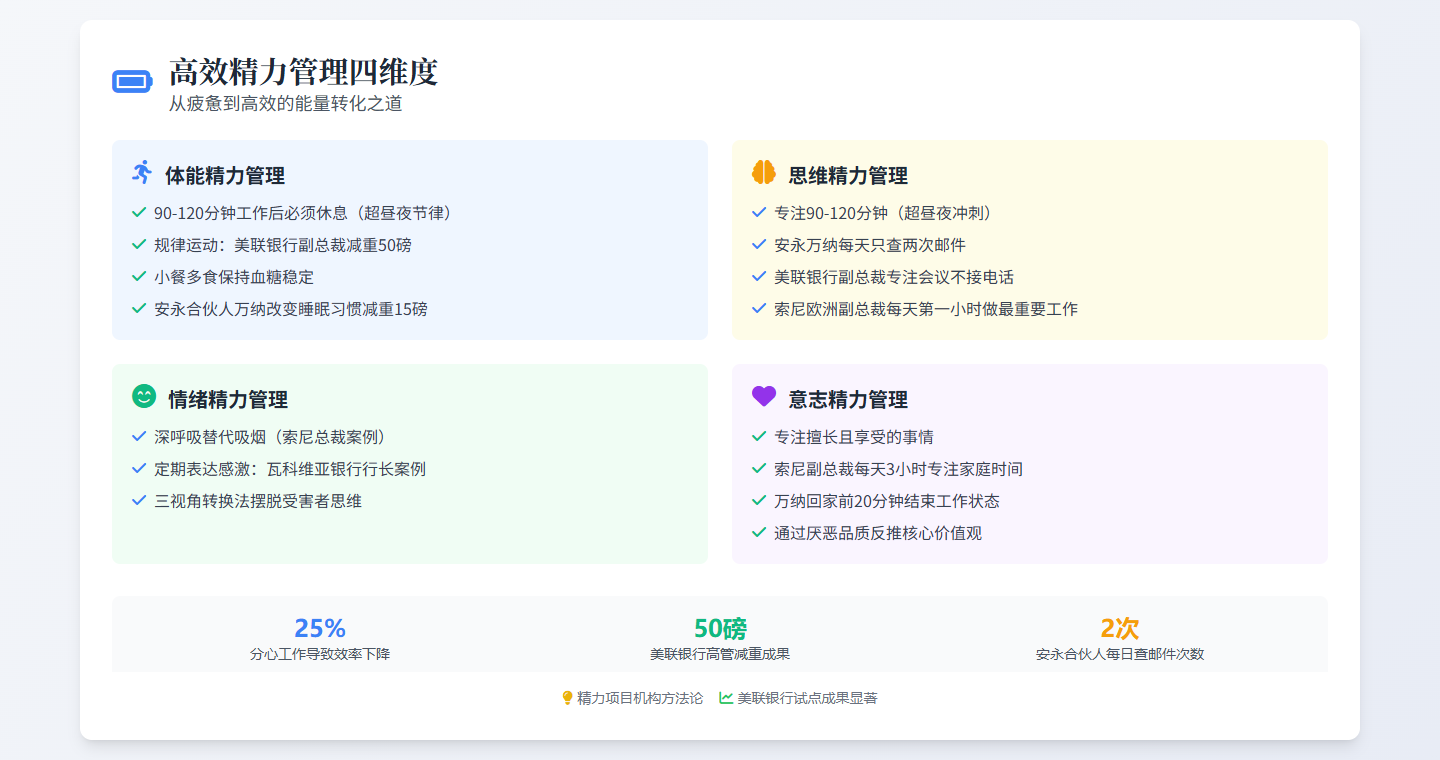 高效精力管理四维度
从疲惫到高效的能量转化之道
体能精力管理
90-120分钟工作后必须休息（超昼夜节律）
规律运动：美联银行副总裁减重50磅
小餐多食保持血糖稳定
安永合伙人万纳改变睡眠习惯减重15磅
思维精力管理
专注90-120分钟（超昼夜冲刺）
安永万纳每天只查两次邮件
美联银行副总裁专注会议不接电话
索尼欧洲副总裁每天第一小时做最重要工作
情绪精力管理
深呼吸替代吸烟（索尼总裁案例）
定期表达感激：瓦科维亚银行行长案例
三视角转换法摆脱受害者思维
意志精力管理
专注擅长且享受的事情
索尼副总裁每天3小时专注家庭时间
万纳回家前20分钟结束工作状态
通过厌恶品质反推核心价值观
25%
分心工作导致效率下降
50磅
美联银行高管减重成果
2次
安永合伙人每日查邮件次数
精力项目机构方法论
美联银行试点成果显著